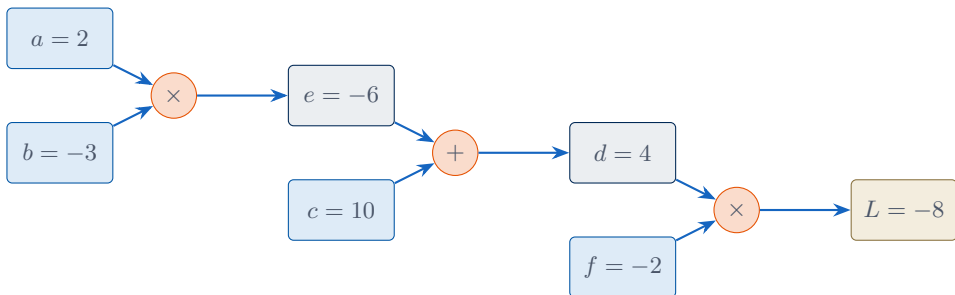 a = 2
×
b = −3
e = −6
+
c = 10
d = 4
×
f = −2
L = −8